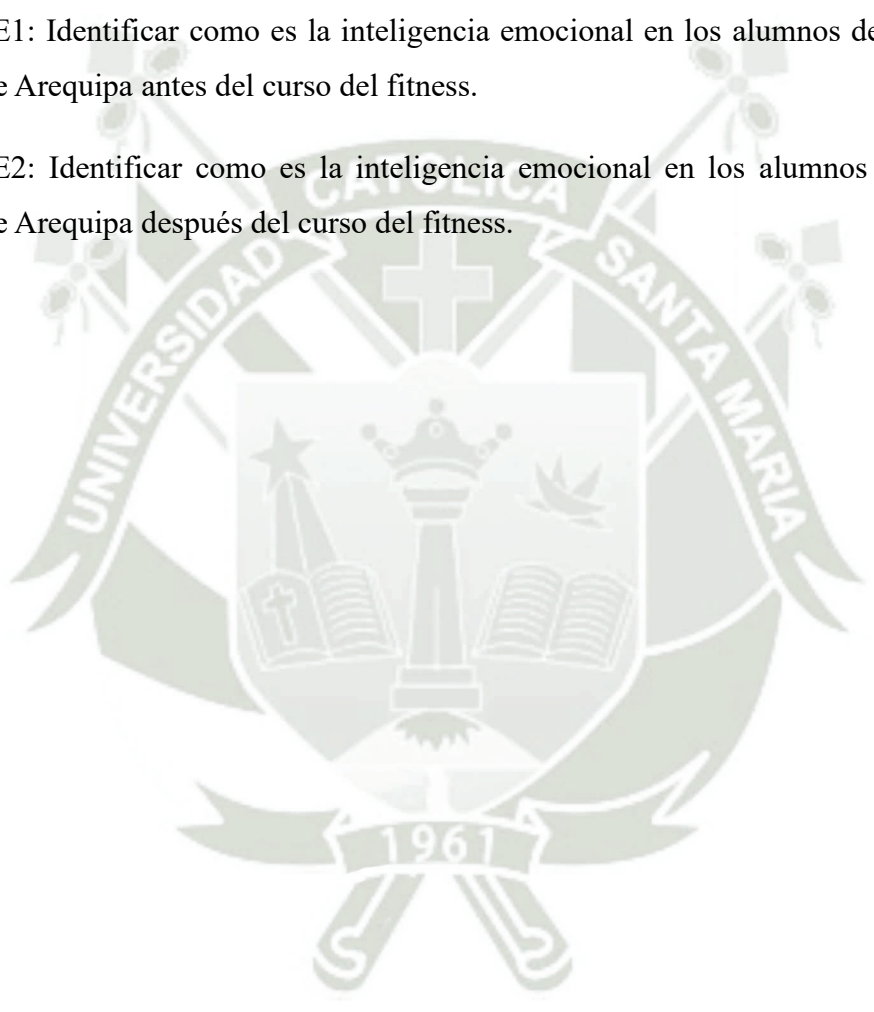 E1: Identificar como es la inteligencia emocional en los alumnos de
e Arequipa antes del curso del fitness.
E2: Identificar como es la inteligencia emocional en los alumnos
e Arequipa después del curso del fitness.
UNIVERSIDAD CATOLICA SANTA MARIA
1961